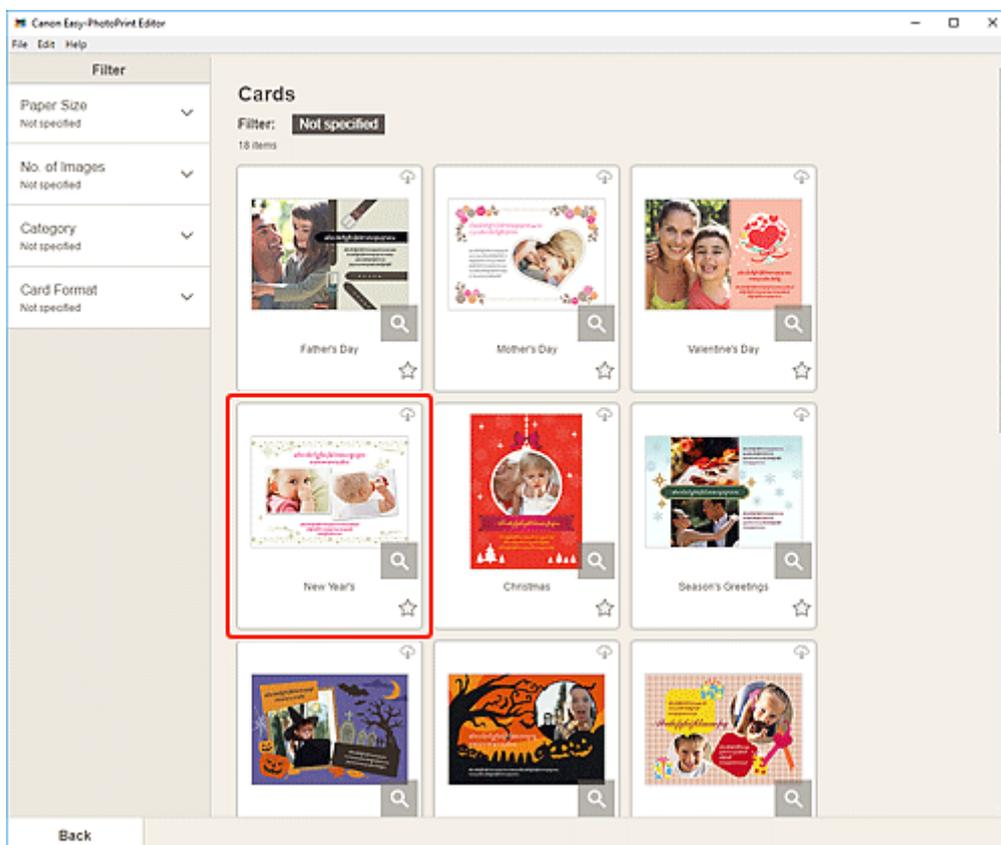 Canon Easy-PhotoPrint Editor
File Edit Help
Filter
Paper Size
Not specified
No. of Images
Not specified
Category
Not specified
Card Format
Not specified
Cards
Filter: Not specified
18 items
Father's Day
Mother's Day
Valentine's Day
New Year's
Christmas
Season's Greetings
Back